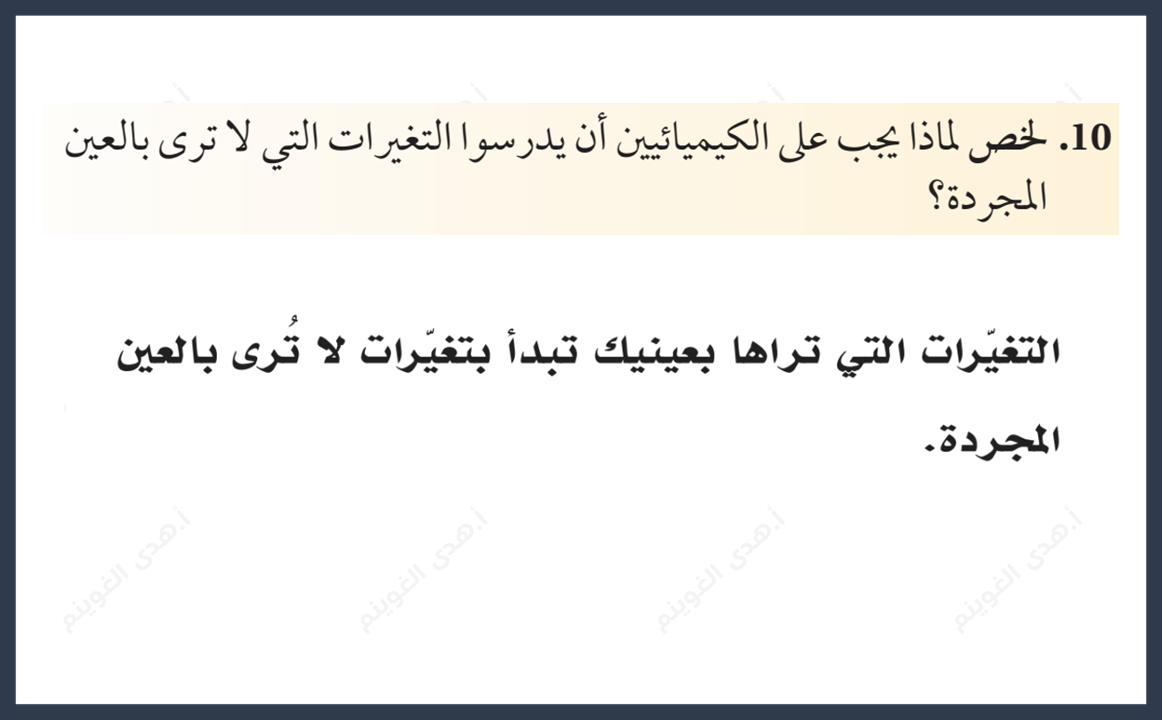 10. لخص لماذا يجب على الكيميائيين أن يدرسوا التغيرات التي لا ترى بالعين
المجردة؟
التغيّرات التي تراها بعينيك تبدأ بتغيّرات لا تُرى بالعين
المجردة.
أ.هدى الغوينم أ.هدى الغوينم أ.هدى الغوينم أ.هدى الغوينم